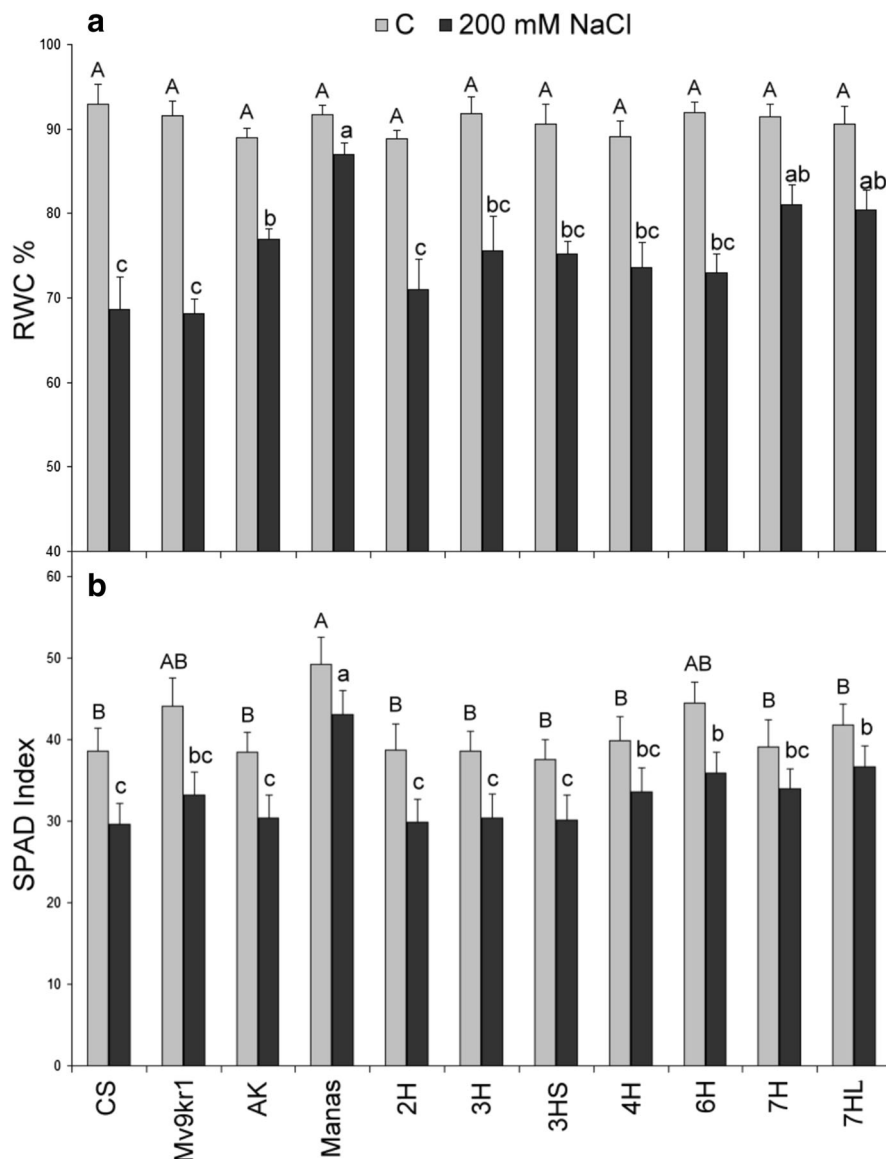 a
C 200 mM NaCl
100
90
80
70
60
50
40
RWC %
A A A A A A A A A A A
c c b a c bc bc bc bc ab ab
b
60
50
40
30
20
10
0
SPAD Index
B AB B A B B B B AB B B
c bc c a c c c bc b bc b
CS
Mv9kr1
AK
Manas
2H
3H
3HS
4H
6H
7H
7HL